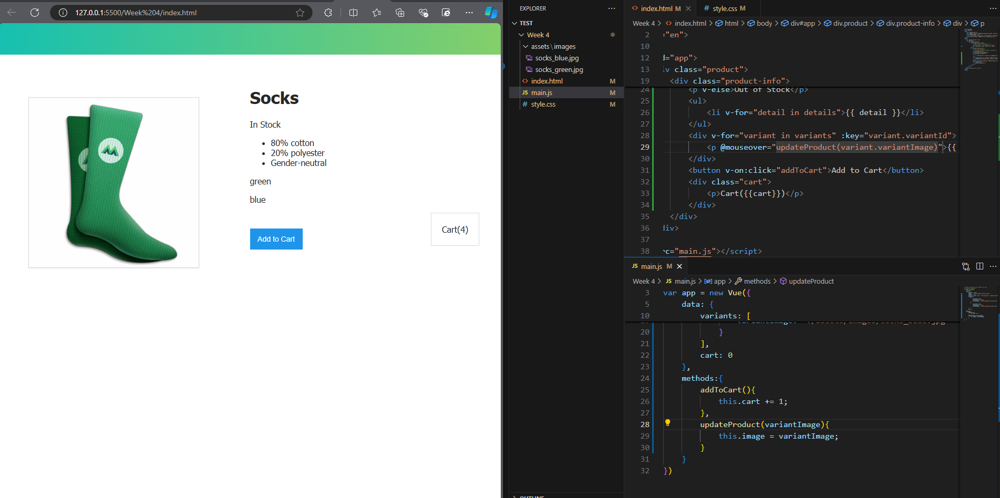 127.0.0.1:5500/Week%204/index.html
Socks
In Stock
80% cotton
20% polyester
Gender-neutral
green
blue
Add to Cart
Cart(4)
EXPLORER
TEST
Week 4
assets\images
socks_blue.jpg
socks_green.jpg
index.html M
JS main.js M
# style.css M
index.html M
# style.css M
Week 4 > index.html > html > body > div#app > div.product > div.product-info > div > p
2 ="en">
10
12 d="app">
13 iv class="product">
19 <div class="product-info">
24 <p v-else>Out of Stock</p>
25 <ul>
26 <li v-for="detail in details">{{ detail }}</li>
27 </ul>
28 <div v-for="variant in variants" :key="variant.variantId">
29 <p @mouseover="updateProduct(variant.variantImage)">{{
30 </div>
31 <button v-on:click="addToCart">Add to Cart</button>
32 <div class="cart">
33 <p>Cart({{cart}})</p>
34 </div>
35 </div>
36 div>
37
38 rc="main.js"></script>
JS main.js M
Week 4 > JS main.js > app > methods > updateProduct
3 var app = new Vue({
5 data: {
10 variants: [
20 }
21 ],
22 cart: 0
23 },
24 methods:{
25 addToCart(){
26 this.cart += 1;
27 },
28 updateProduct(variantImage){
29 this.image = variantImage;
30 }
31 }
32 })
OUTLINE